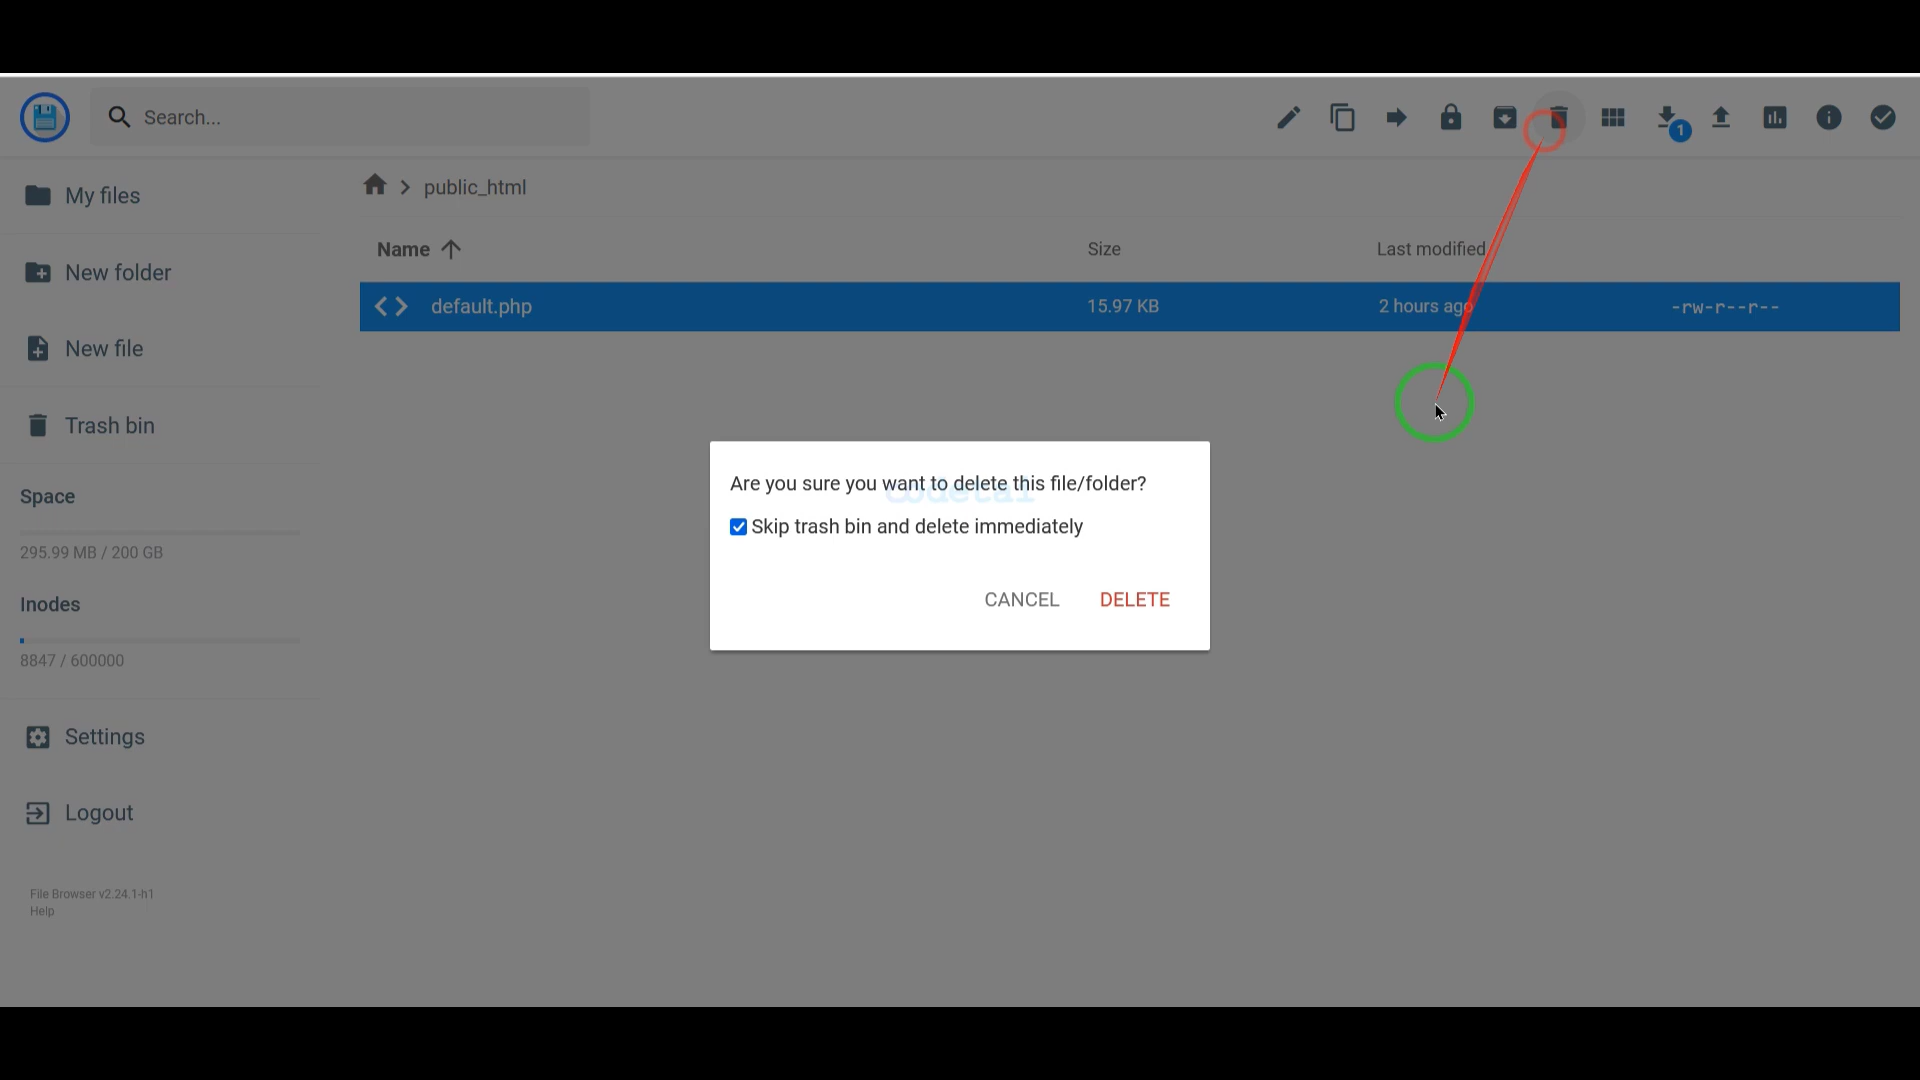 Search...
1
My files
New folder
New file
Trash bin
Space
295.99 MB / 200 GB
Inodes
8847 / 600000
Settings
Logout
File Browser v2.24.1-h1
Help
public_html
Name Size Last modified
default.php 15.97 KB 2 hours ago -rw-r--r--
Are you sure you want to delete this file/folder?
Skip trash bin and delete immediately
CANCEL DELETE